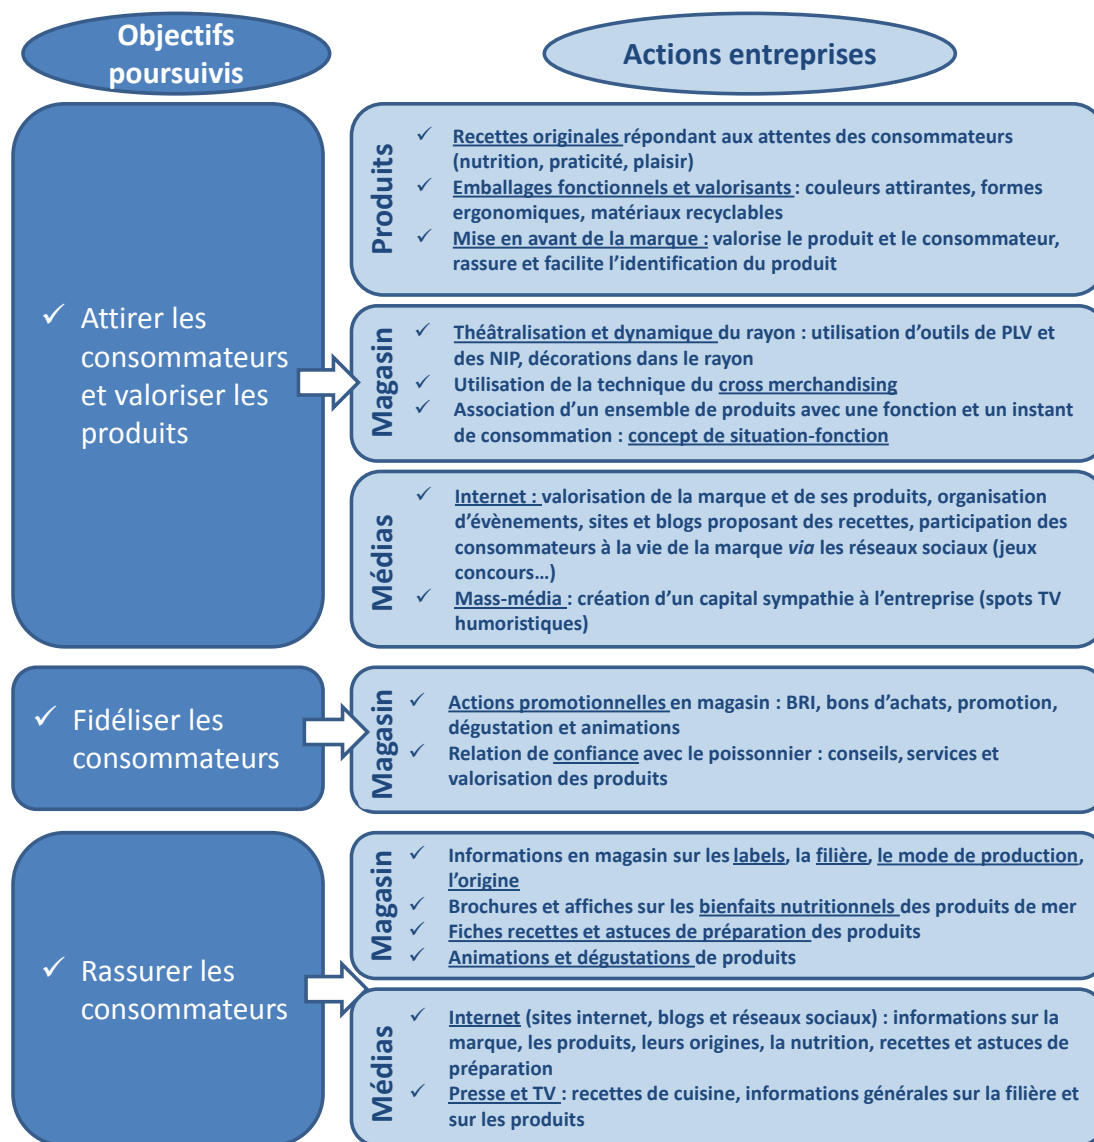 Objectifs
poursuivis
Actions entreprises
✓ Attirer les
consommateurs
et valoriser les
produits
Produits
✓ Recettes originales répondant aux attentes des consommateurs
(nutrition, praticité, plaisir)
✓ Emballages fonctionnels et valorisants : couleurs attirantes, formes
ergonomiques, matériaux recyclables
✓ Mise en avant de la marque : valorise le produit et le consommateur,
rassure et facilite l’identification du produit
Magasin
✓ Théâtralisation et dynamique du rayon : utilisation d’outils de PLV et
des NIP, décorations dans le rayon
✓ Utilisation de la technique du cross merchandising
✓ Association d’un ensemble de produits avec une fonction et un instant
de consommation : concept de situation-fonction
Médias
✓ Internet : valorisation de la marque et de ses produits, organisation
d’évènements, sites et blogs proposant des recettes, participation des
consommateurs à la vie de la marque via les réseaux sociaux (jeux
concours…)
✓ Mass-média : création d’un capital sympathie à l’entreprise (spots TV
humoristiques)
✓ Fidéliser les
consommateurs
Magasin
✓ Actions promotionnelles en magasin : BRI, bons d’achats, promotion,
dégustation et animations
✓ Relation de confiance avec le poissonnier : conseils, services et
valorisation des produits
✓ Rassurer les
consommateurs
Magasin
✓ Informations en magasin sur les labels, la filière, le mode de production,
l’origine
✓ Brochures et affiches sur les bienfaits nutritionnels des produits de mer
✓ Fiches recettes et astuces de préparation des produits
✓ Animations et dégustations de produits
Médias
✓ Internet (sites internet, blogs et réseaux sociaux) : informations sur la
marque, les produits, leurs origines, la nutrition, recettes et astuces de
préparation
✓ Presse et TV : recettes de cuisine, informations générales sur la filière et
sur les produits